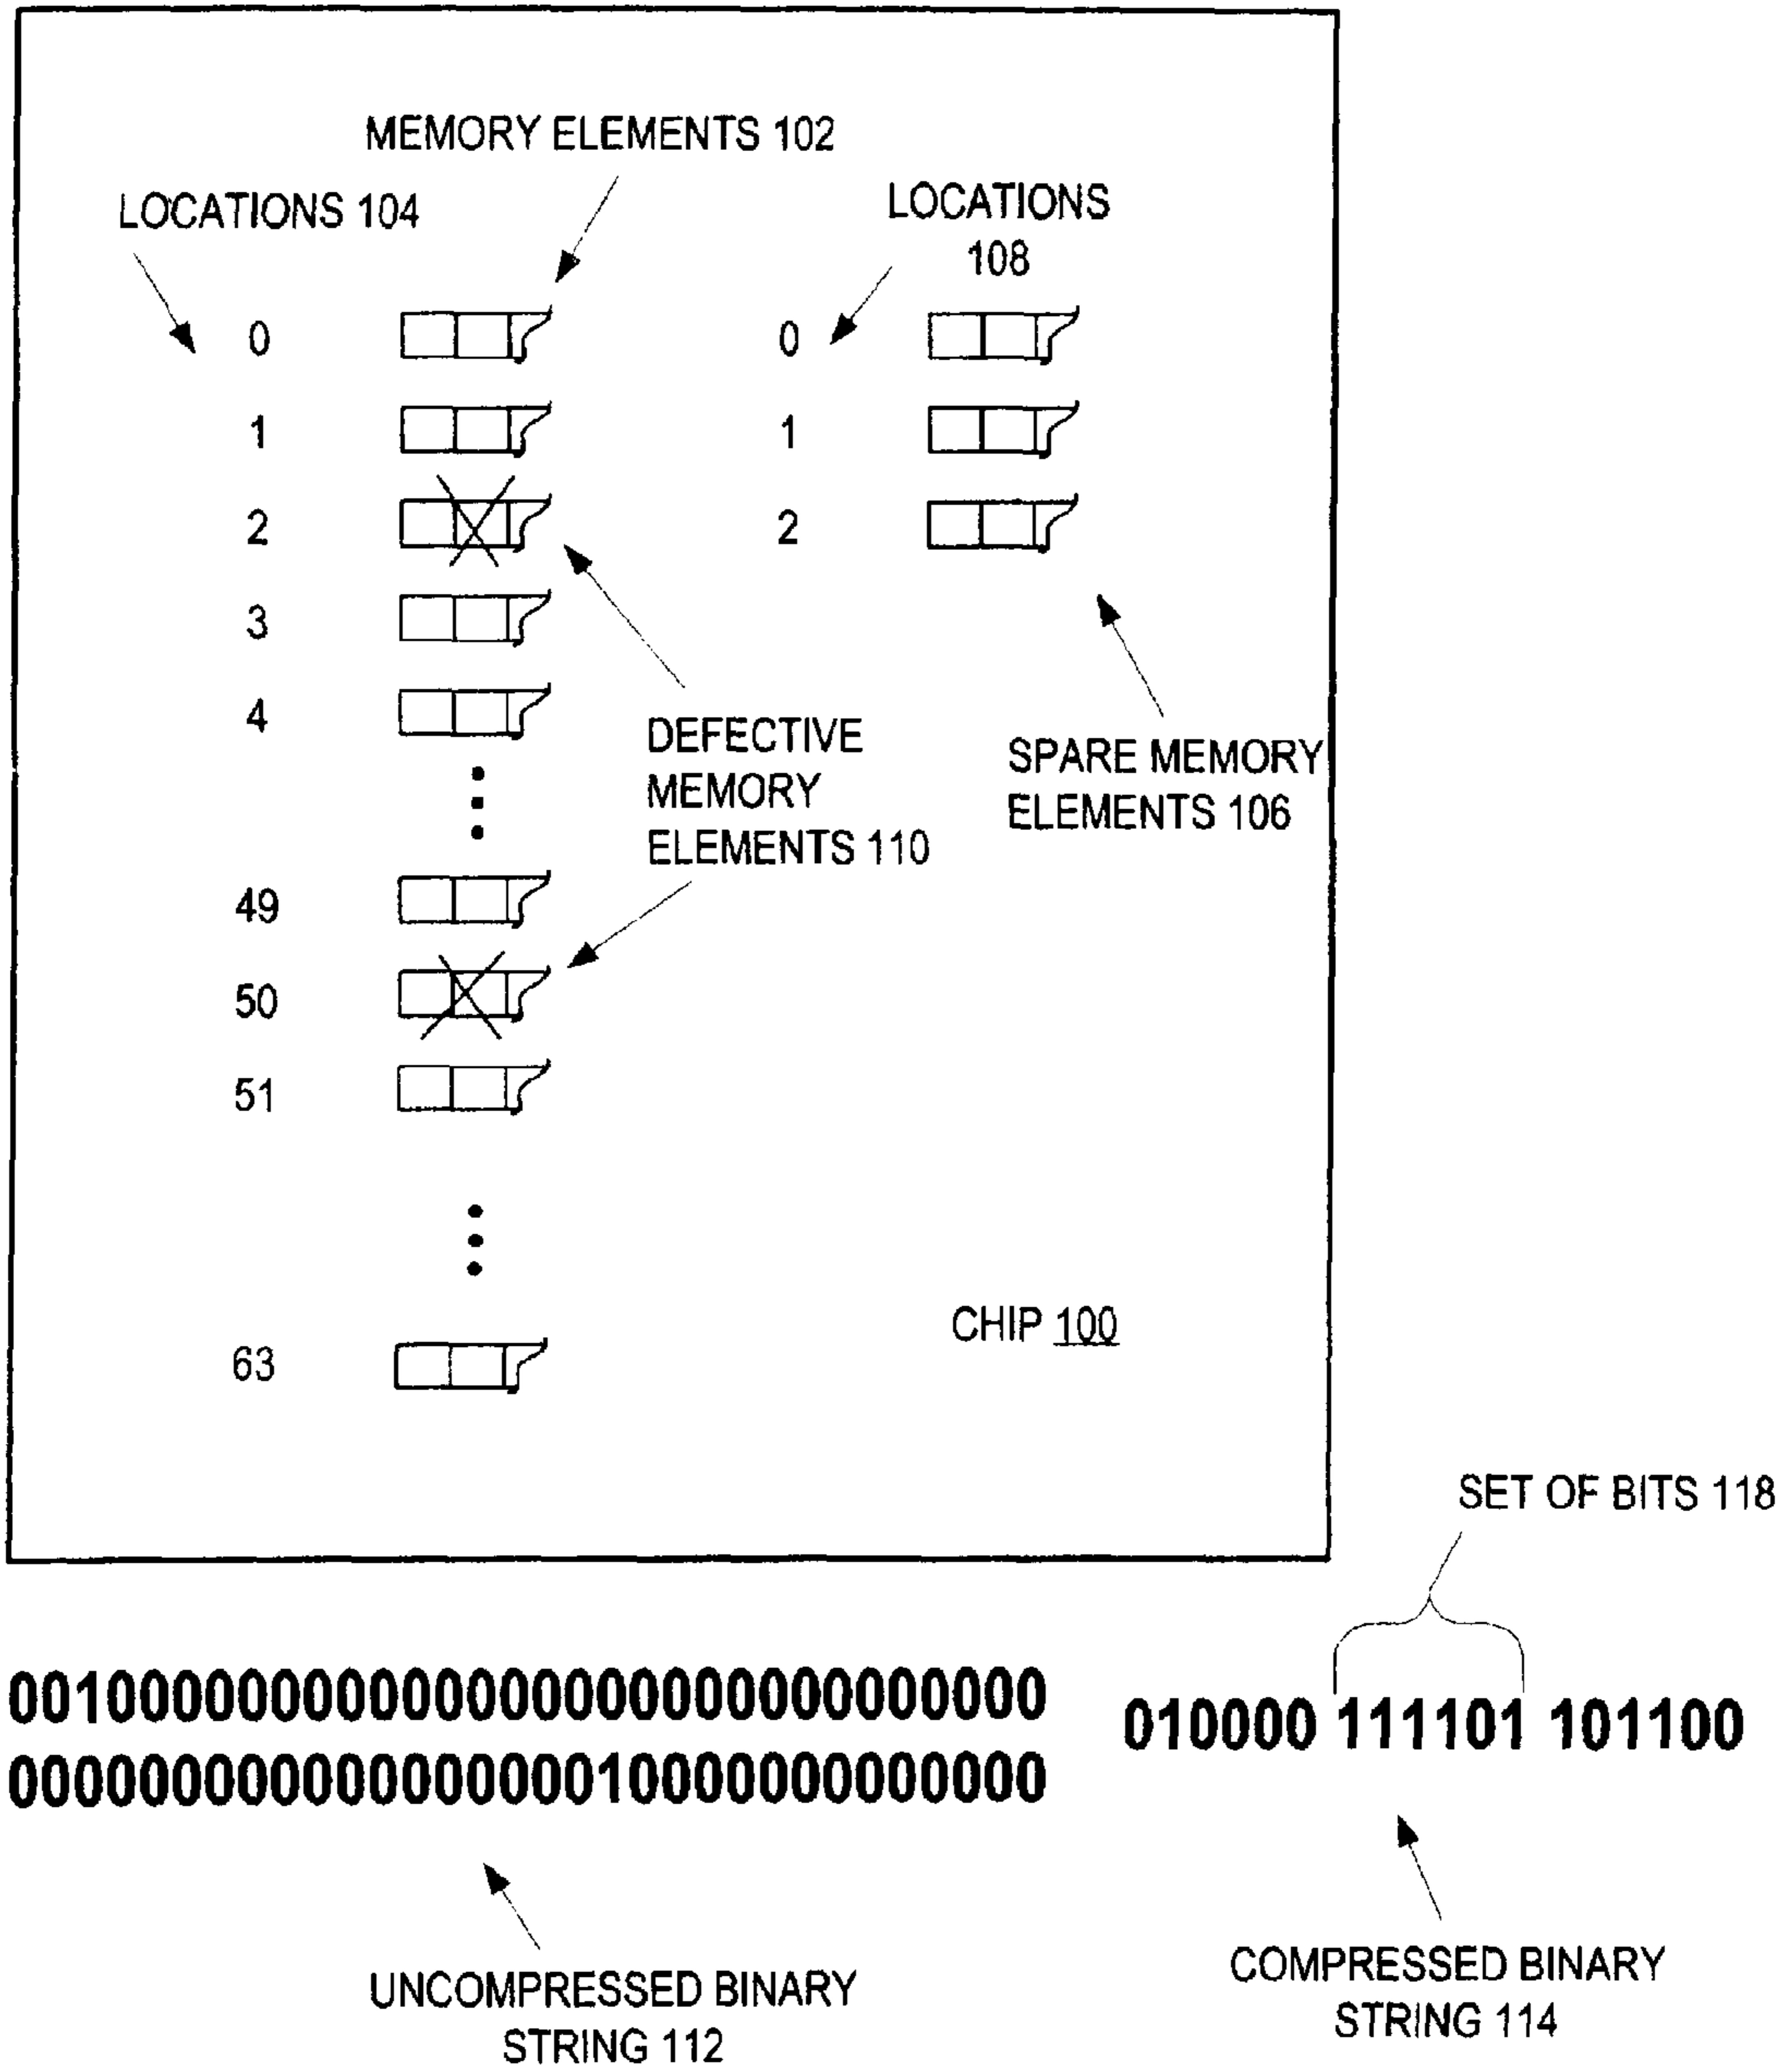 MEMORY ELEMENTS 102
LOCATIONS 104
LOCATIONS
108
0
0
1
1
2
2
3
4
DEFECTIVE
MEMORY
ELEMENTS 110
SPARE MEMORY
ELEMENTS 106
49
50
51
CHIP 100
63
SET OF BITS 118
00100000000000000000000000000000
00000000000000000010000000000000
010000 111101 101100
UNCOMPRESSED BINARY
STRING 112
COMPRESSED BINARY
STRING 114